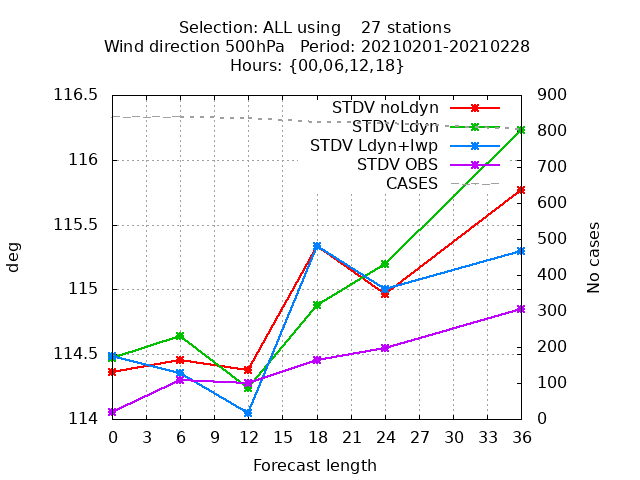 Selection: ALL using    27 stations
Wind direction 500hPa   Period: 20210201-20210228
Hours: {00,06,12,18}
116.5
116
115.5
115
114.5
114
deg
STDV noLdyn
STDV Ldyn
STDV Ldyn+lwp
STDV OBS
CASES
900
800
700
600
500
400
300
200
100
0
No cases
0 3 6 9 12 15 18 21 24 27 30 33 36
Forecast length